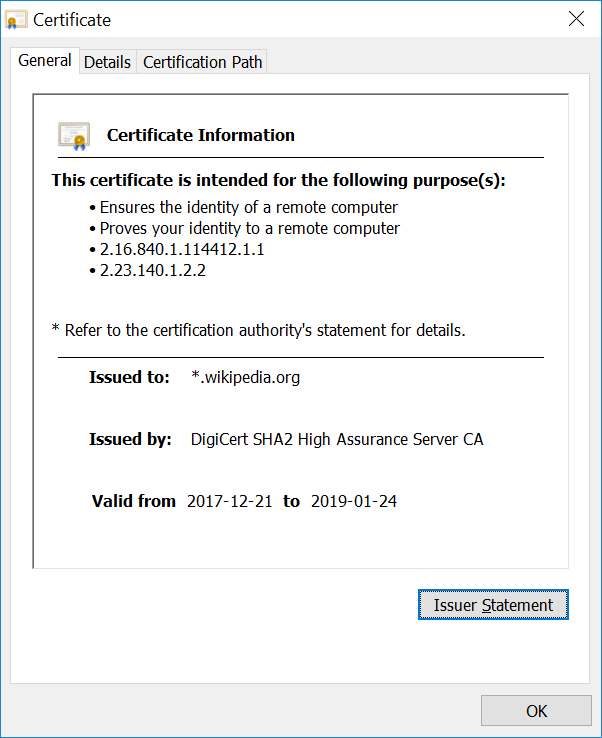 Certificate
General Details Certification Path
Certificate Information
This certificate is intended for the following purpose(s):
• Ensures the identity of a remote computer
• Proves your identity to a remote computer
• 2.16.840.1.114412.1.1
• 2.23.140.1.2.2
* Refer to the certification authority's statement for details.
Issued to: *.wikipedia.org
Issued by: DigiCert SHA2 High Assurance Server CA
Valid from 2017-12-21 to 2019-01-24
Issuer Statement
OK